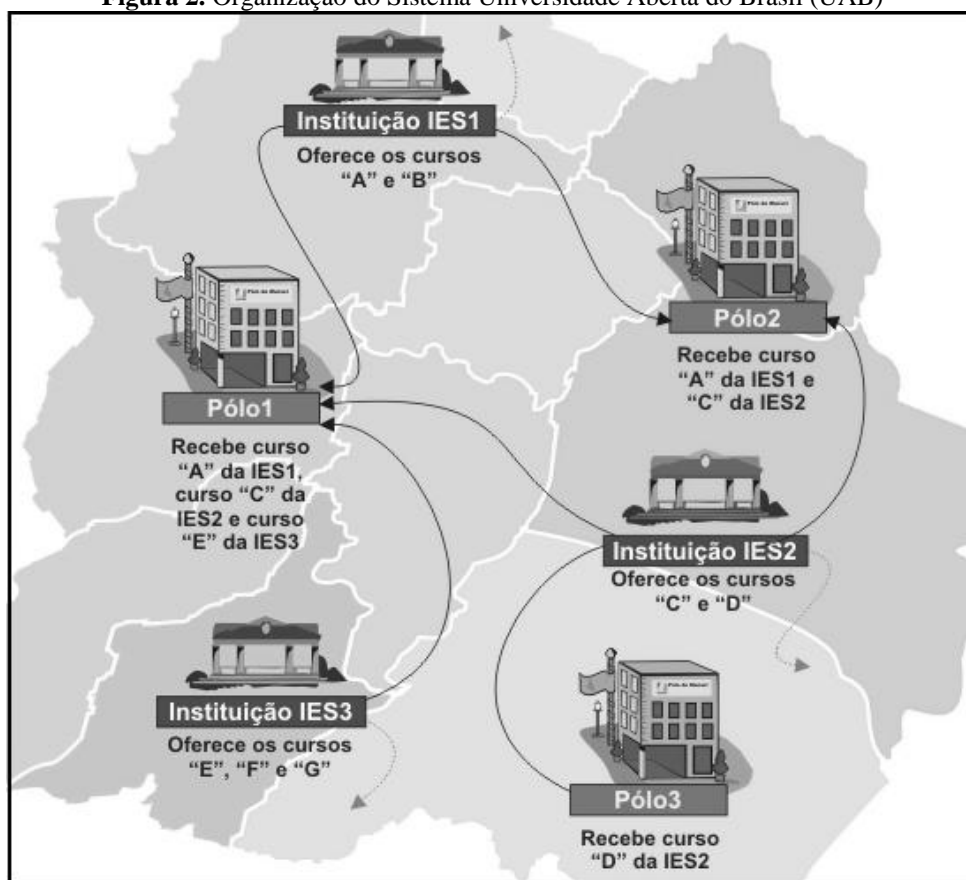 Figura 2. Organização do Sistema Universidade Aberta do Brasil (UAB)
Instituição IES1
Oferece os cursos
“A” e “B”
Pólo2
Recebe curso
“A” da IES1 e
“C” da IES2
Pólo1
Recebe curso
“A” da IES1,
curso “C” da
IES2 e curso
“E” da IES3
Instituição IES2
Oferece os cursos
“C” e “D”
Instituição IES3
Oferece os cursos
“E”, “F” e “G”
Pólo3
Recebe curso
“D” da IES2